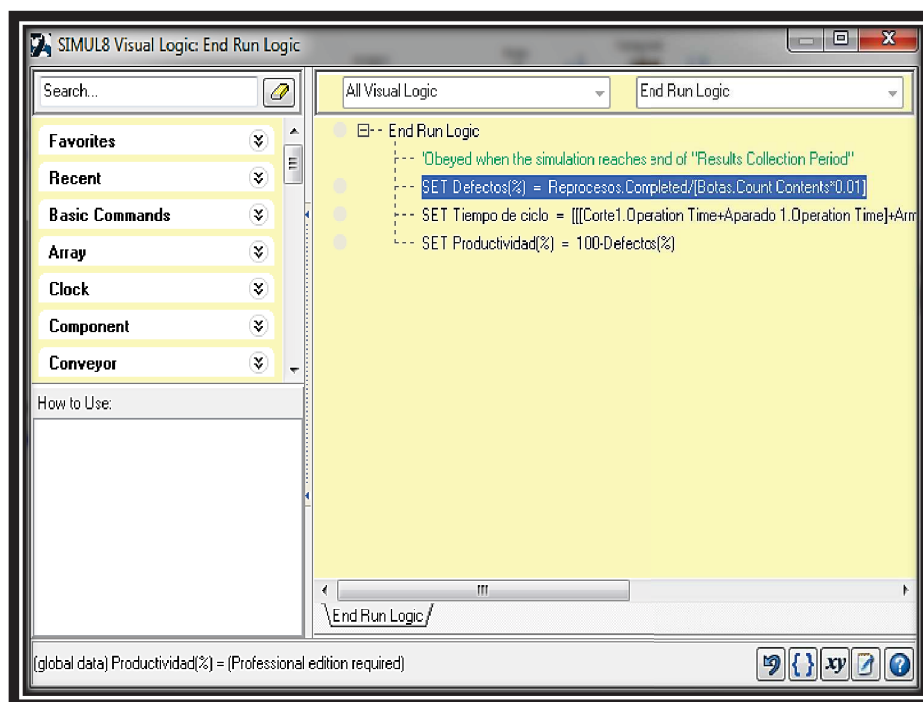 SIMUL8 Visual Logic: End Run Logic
Search...
All Visual Logic
End Run Logic
Favorites
Recent
Basic Commands
Array
Clock
Component
Conveyor
How to Use:
End Run Logic
'Obeyed when the simulation reaches end of "Results Collection Period"
SET Defectos(%) = Reprocesos.Completed/[Botas.Count Contents*0.01]
SET Tiempo de ciclo = [[[Corte1.Operation Time+Aparado 1.Operation Time]+Arm
SET Productividad(%) = 100-Defectos(%)
End Run Logic
(global data) Productividad(%) = (Professional edition required)
{} xy ?